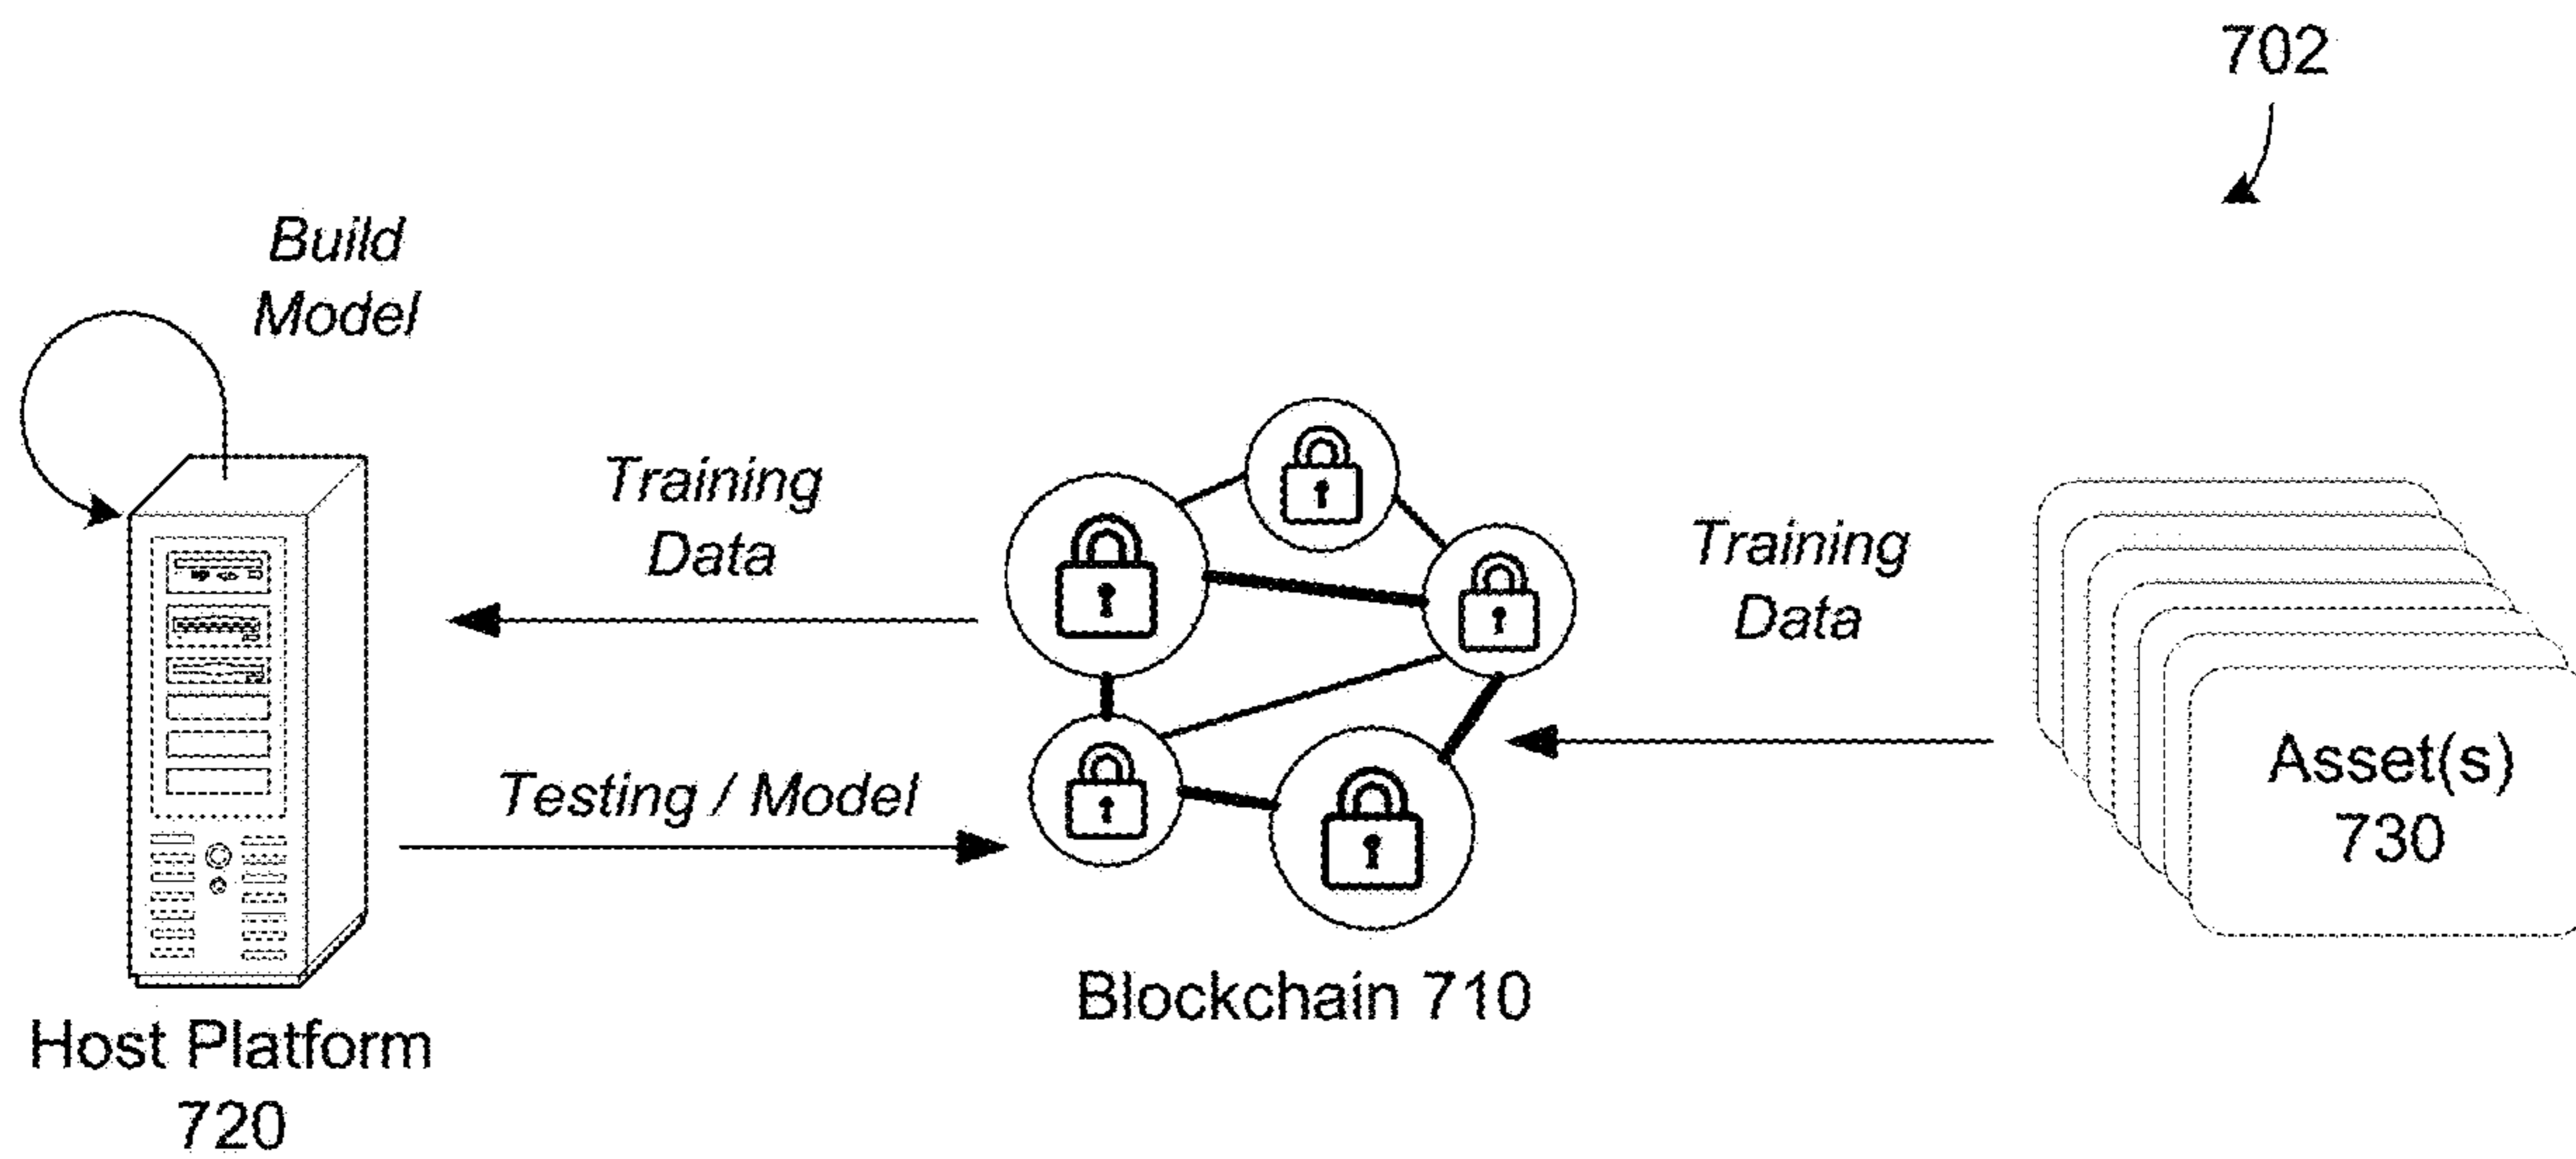 702
Build
Model
Training
Data
Training
Data
Testing / Model
Asset(s)
730
Blockchain 710
Host Platform
720